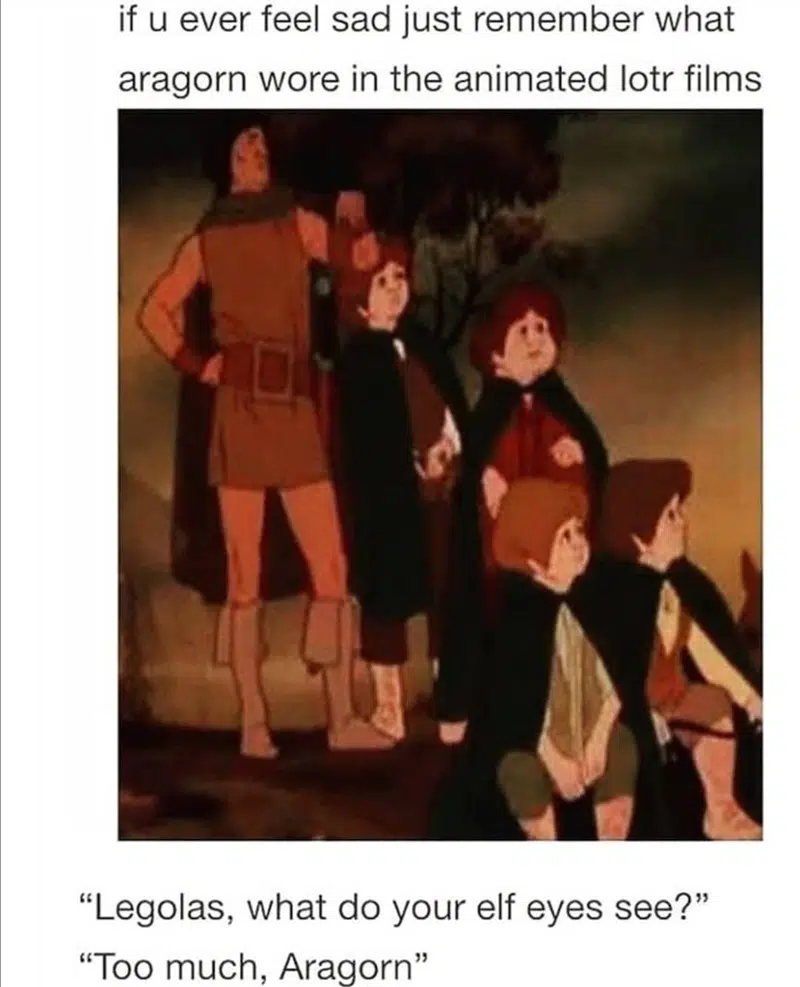 if u ever feel sad just remember what
aragorn wore in the animated lotr films
“Legolas, what do your elf eyes see?”
“Too much, Aragorn”